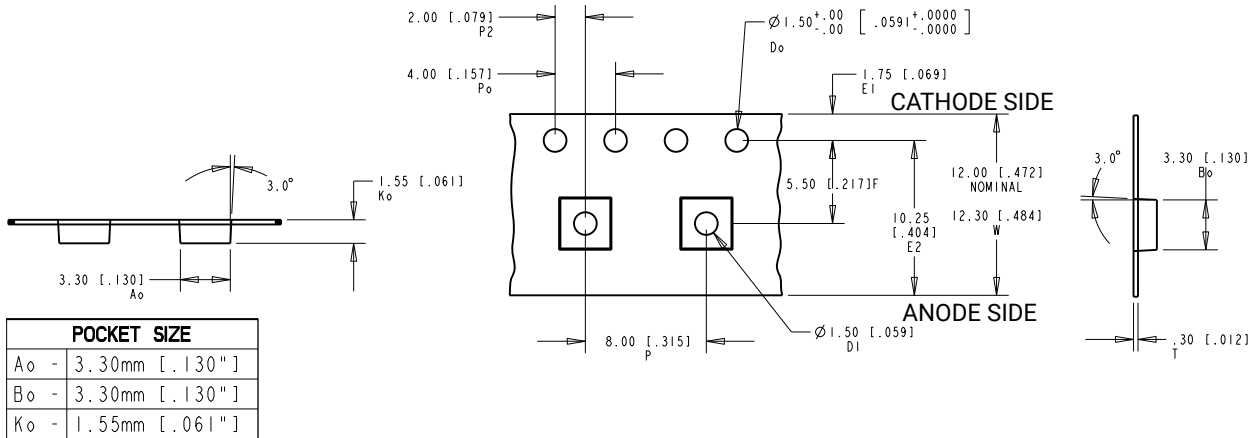 2.00 [.079]
P2
Ø1.50 +.00 -.00 [ .0591 +.0000 -.0000 ]
Do
4.00 [.157]
Po
1.75 [.069]
E1
CATHODE SIDE
3.0°
1.55 [.061]
Ko
3.30 [.130]
Ao
5.50 [.217]F
12.00 [.472]
NOMINAL
12.30 [.484]
W
10.25
[.404]
E2
3.0°
3.30 [.130]
Bo
ANODE SIDE
Ø1.50 [.059]
D1
8.00 [.315]
P
.30 [.012]
T
POCKET SIZE
Ao - 3.30mm [.130"]
Bo - 3.30mm [.130"]
Ko - 1.55mm [.061"]